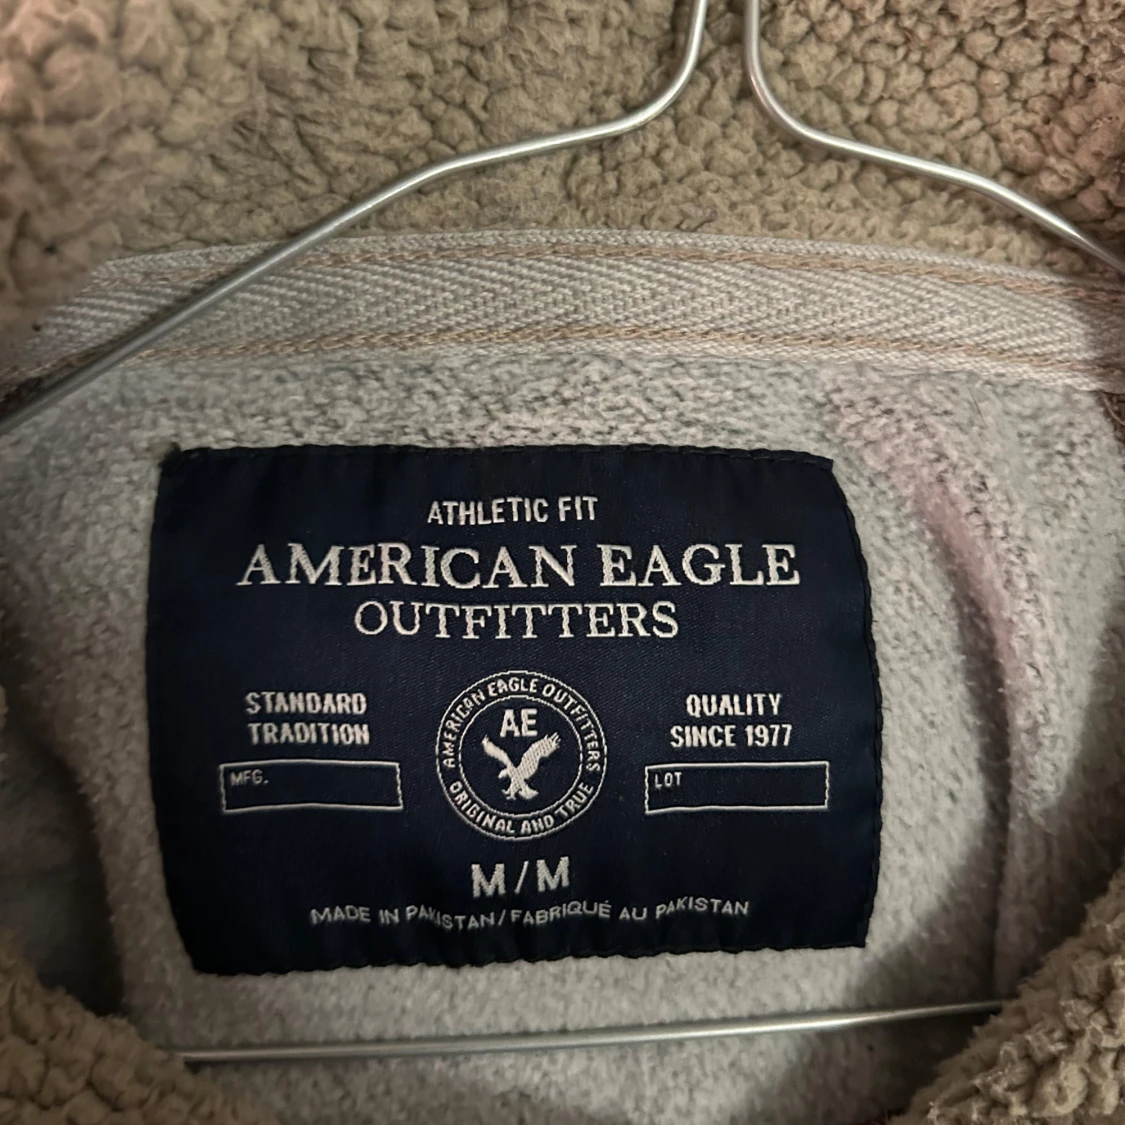 ATHLETIC FIT
AMERICAN EAGLE
OUTFITTERS
STANDARD
TRADITION
MFG.
AMERICAN EAGLE OUTFITTERS
AE
ORIGINAL AND TRUE
QUALITY
SINCE 1977
LOT
M/M
MADE IN PAKISTAN/FABRIQUÉ AU PAKISTAN